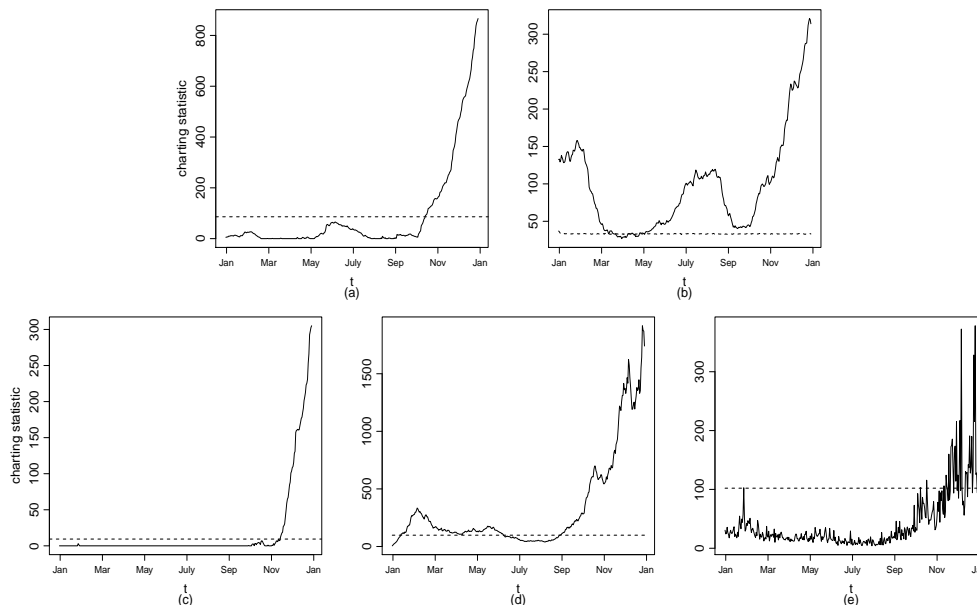 charting statistic
0 200 400 600 800
Jan Mar May July Sep Nov Jan
t
(a)
50 100 150 200 250 300
Jan Mar May July Sep Nov Jan
t
(b)
charting statistic
0 50 100 150 200 250 300
Jan Mar May July Sep Nov Jan
t
(c)
0 500 1000 1500
Jan Mar May July Sep Nov Jan
t
(d)
0 100 200 300
Jan Mar May July Sep Nov Ja
t
(e)